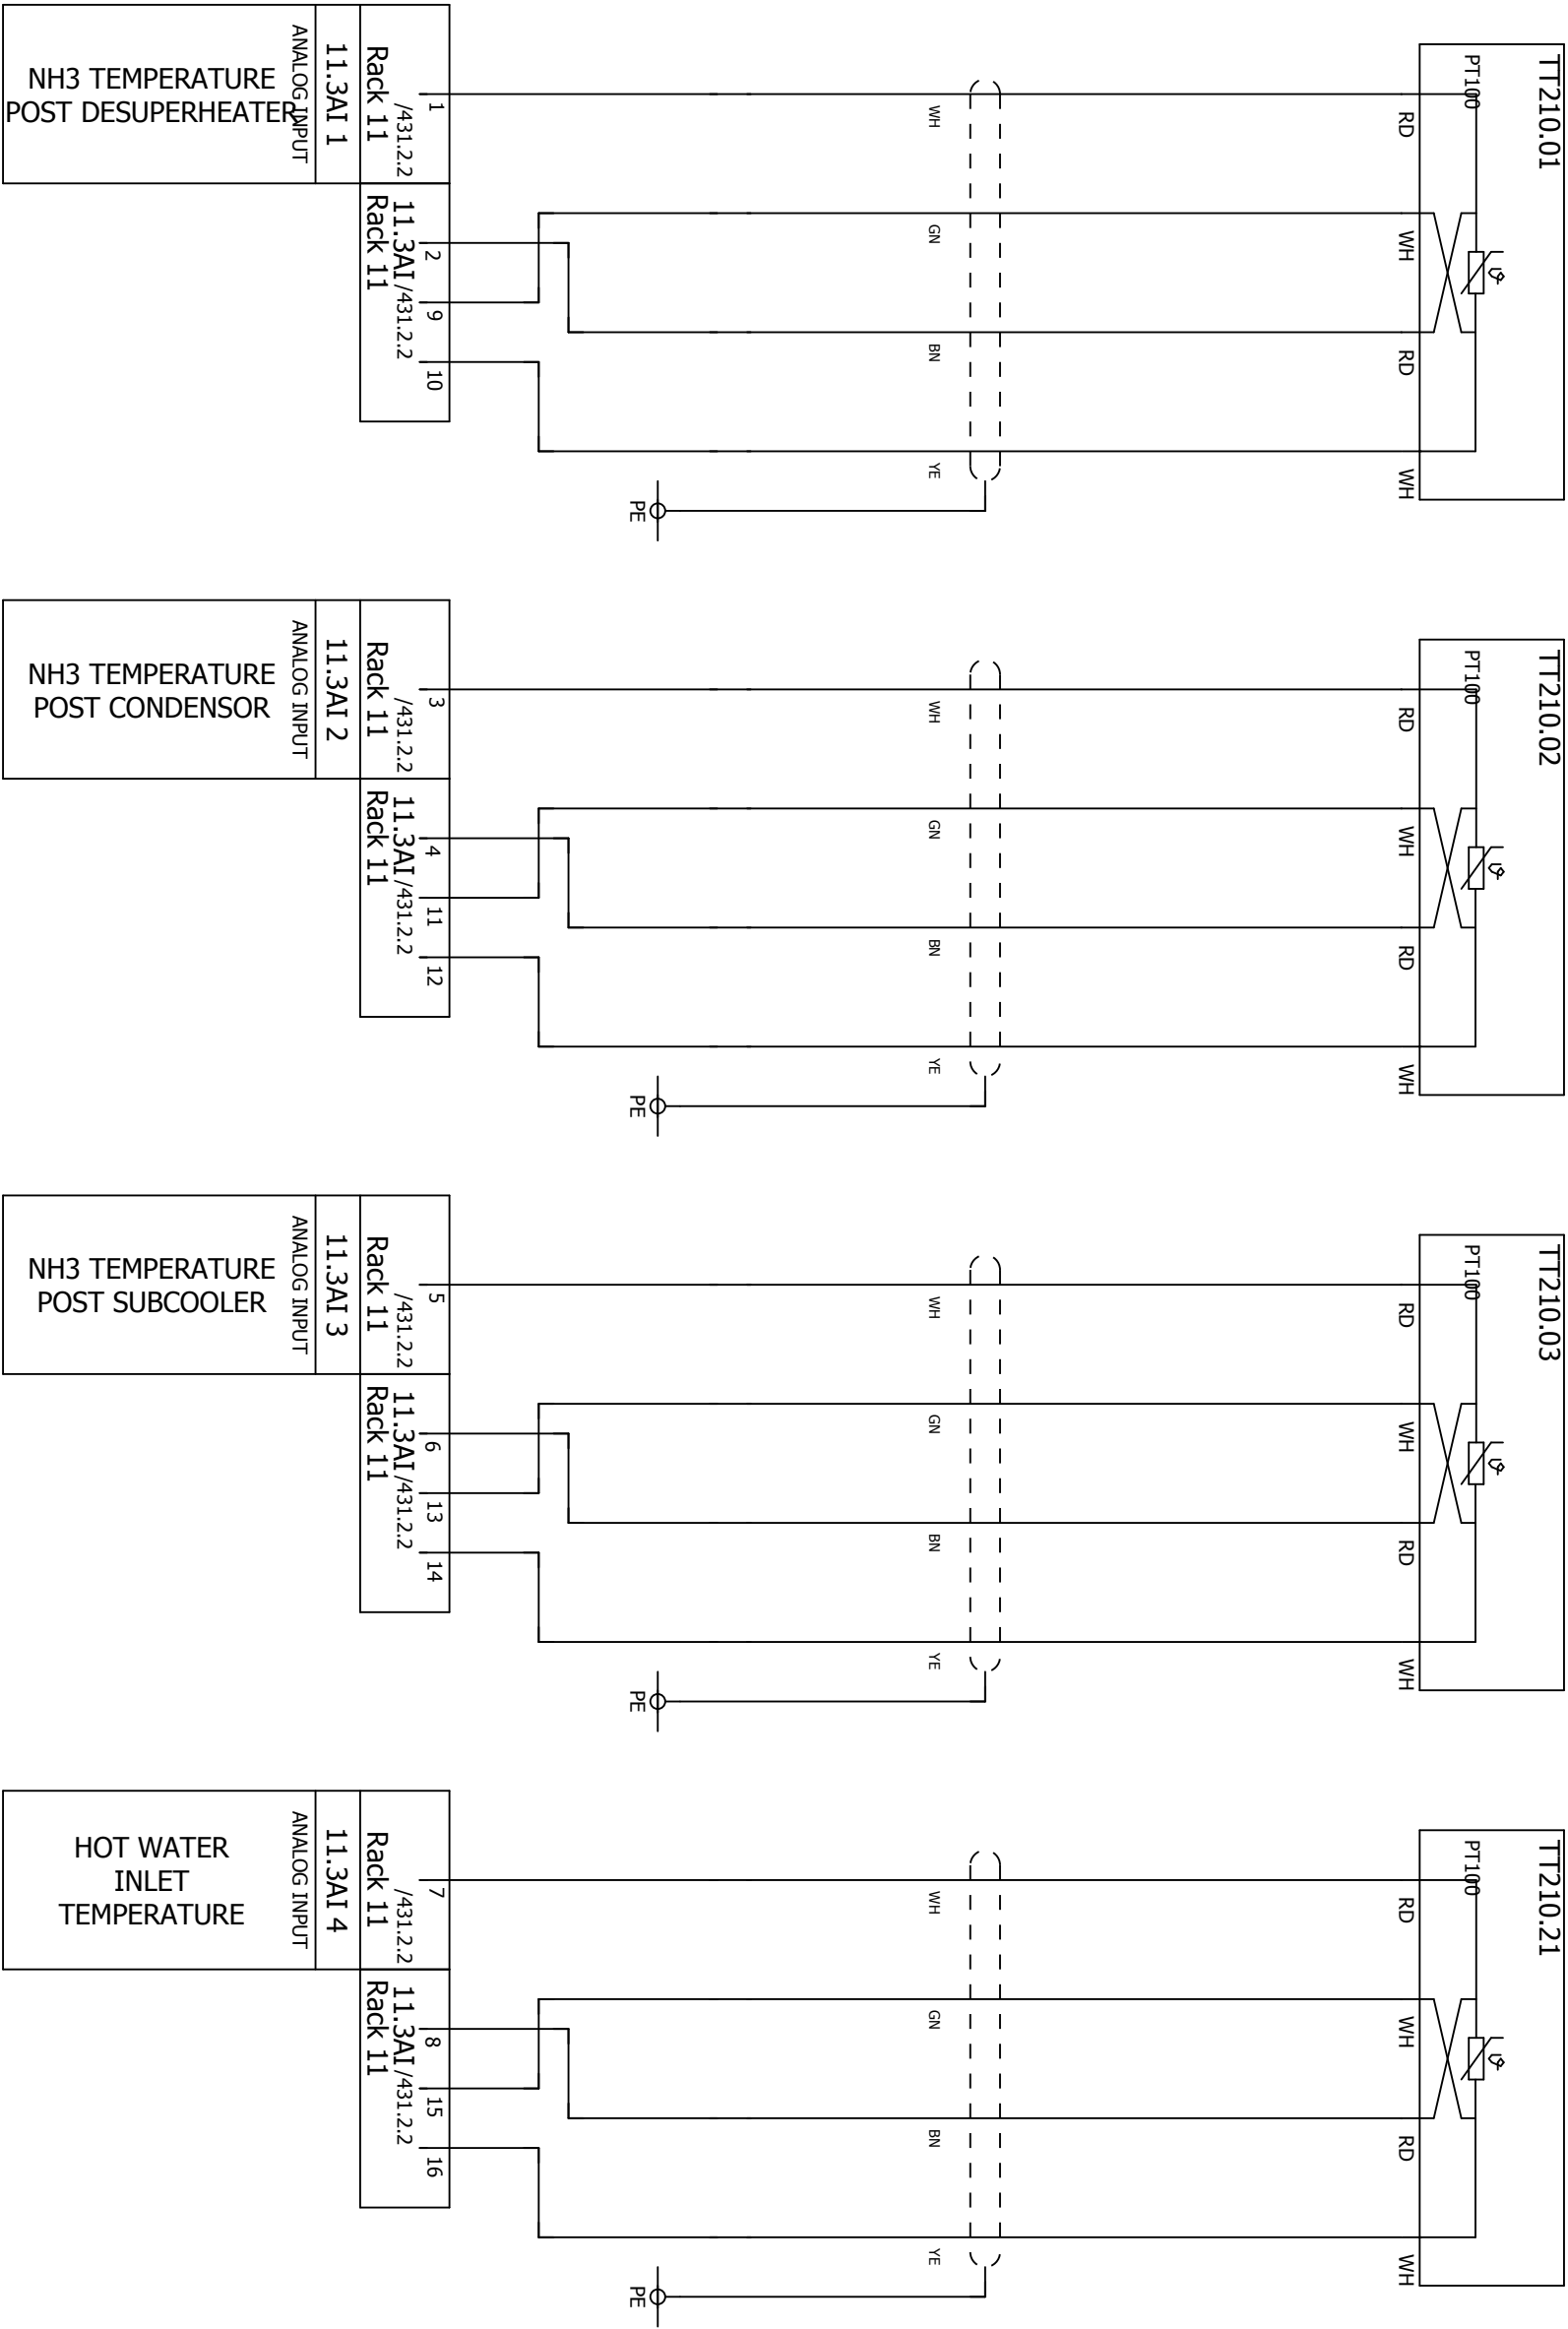 TT210.01
PT100
RD
WH
RD
WH
WH
GN
BN
YE
PE
1
/431.2.2
Rack 11
2
9
10
11.3AI /431.2.2
Rack 11
11.3AI 1
ANALOG INPUT
NH3 TEMPERATURE
POST DESUPERHEATER
TT210.02
PT100
RD
WH
RD
WH
WH
GN
BN
YE
PE
3
/431.2.2
Rack 11
4
11
12
11.3AI /431.2.2
Rack 11
11.3AI 2
ANALOG INPUT
NH3 TEMPERATURE
POST CONDENSOR
TT210.03
PT100
RD
WH
RD
WH
WH
GN
BN
YE
PE
5
/431.2.2
Rack 11
6
13
14
11.3AI /431.2.2
Rack 11
11.3AI 3
ANALOG INPUT
NH3 TEMPERATURE
POST SUBCOOLER
TT210.21
PT100
RD
WH
RD
WH
WH
GN
BN
YE
PE
7
/431.2.2
Rack 11
8
15
16
11.3AI /431.2.2
Rack 11
11.3AI 4
ANALOG INPUT
HOT WATER
INLET
TEMPERATURE